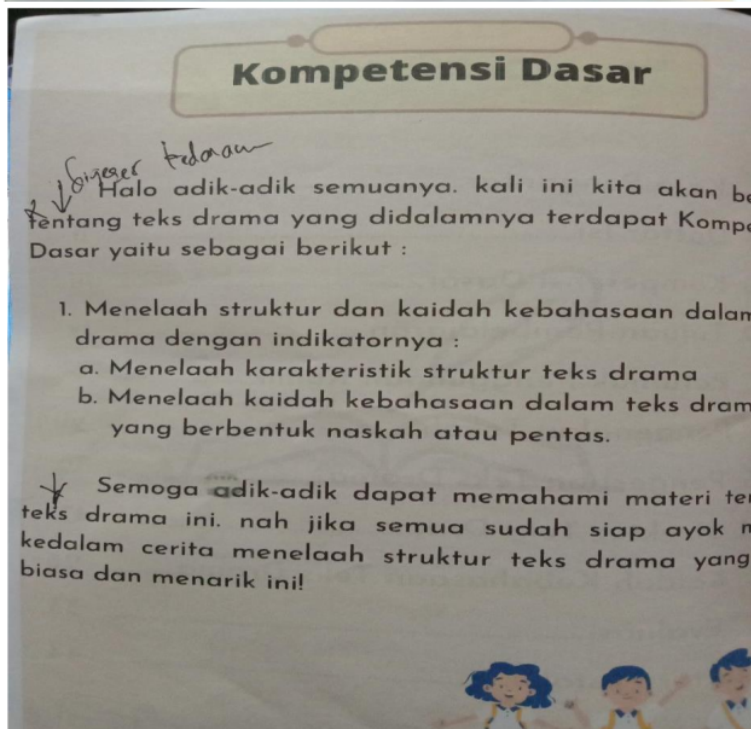 Kompetensi Dasar
Halo adik-adik semuanya. kali ini kita akan be
tentang teks drama yang didalamnya terdapat Kompe
Dasar yaitu sebagai berikut :
1. Menelaah struktur dan kaidah kebahasaan dalam
drama dengan indikatornya :
a. Menelaah karakteristik struktur teks drama
b. Menelaah kaidah kebahasaan dalam teks dram
yang berbentuk naskah atau pentas.
Semoga adik-adik dapat memahami materi te
teks drama ini. nah jika semua sudah siap ayok m
kedalam cerita menelaah struktur teks drama yang
biasa dan menarik ini!